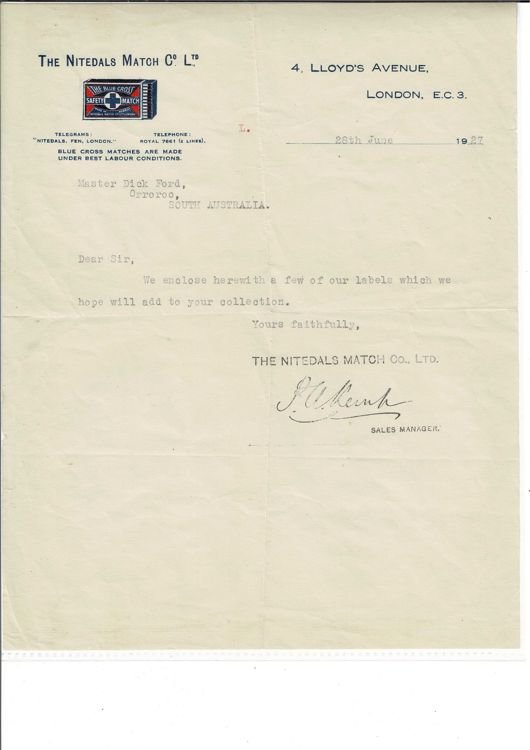 THE NITEDALS MATCH Co. LTD.
THE BLUE CROSS
SAFETY MATCH
TELEGRAMS:
"NITEDALS, FEN, LONDON."
TELEPHONE:
ROYAL 7661 (2 LINES).
BLUE CROSS MATCHES ARE MADE
UNDER BEST LABOUR CONDITIONS.
4, LLOYD'S AVENUE,
LONDON, E.C. 3.
L.
28th June 1927
Master Dick Ford,
Orroroo,
SOUTH AUSTRALIA.
Dear Sir,
We enclose herewith a few of our labels which we
hope will add to your collection.
Yours faithfully,
THE NITEDALS MATCH CO., LTD.
SALES MANAGER.